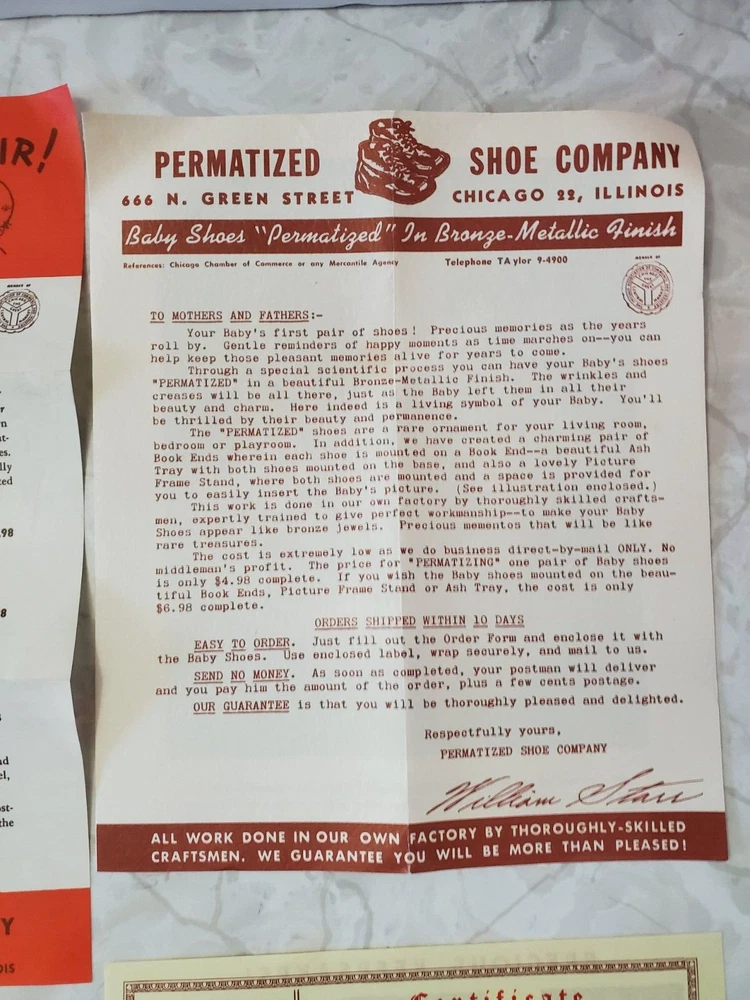 IR!
PERMATIZED SHOE COMPANY
666 N. GREEN STREET CHICAGO 22, ILLINOIS
Baby Shoes "Permatized" In Bronze-Metallic Finish
References: Chicago Chamber of Commerce or any Mercantile Agency Telephone TAylor 9-4900
MEMBER OF
TO MOTHERS AND FATHERS:-
Your Baby's first pair of shoes! Precious memories as the years
roll by. Gentle reminders of happy moments as time marches on--you can
help keep those pleasant memories alive for years to come.
Through a special scientific process you can have your Baby's shoes
"PERMATIZED" in a beautiful Bronze-Metallic Finish. The wrinkles and
creases will be all there, just as the Baby left them in all their
beauty and charm. Here indeed is a living symbol of your Baby. You'll
be thrilled by their beauty and permanence.
The "PERMATIZED" shoes are a rare ornament for your living room,
bedroom or playroom. In addition, we have created a charming pair of
Book Ends wherein each shoe is mounted on a Book End--a beautiful Ash
Tray with both shoes mounted on the base, and also a lovely Picture
Frame Stand, where both shoes are mounted and a space is provided for
you to easily insert the Baby's picture. (See illustration enclosed.)
This work is done in our own factory by thoroughly skilled crafts-
men, expertly trained to give perfect workmanship--to make your Baby
Shoes appear like bronze jewels. Precious mementos that will be like
rare treasures.
The cost is extremely low as we do business direct-by-mail ONLY. No
middleman's profit. The price for "PERMATIZING" one pair of Baby shoes
is only $4.98 complete. If you wish the Baby shoes mounted on the beau-
tiful Book Ends, Picture Frame Stand or Ash Tray, the cost is only
$6.98 complete.
ORDERS SHIPPED WITHIN 10 DAYS
EASY TO ORDER. Just fill out the Order Form and enclose it with
the Baby Shoes. Use enclosed label, wrap securely, and mail to us.
SEND NO MONEY. As soon as completed, your postman will deliver
and you pay him the amount of the order, plus a few cents postage.
OUR GUARANTEE is that you will be thoroughly pleased and delighted.
Respectfully yours,
PERMATIZED SHOE COMPANY
William Starr
ALL WORK DONE IN OUR OWN FACTORY BY THOROUGHLY-SKILLED
CRAFTSMEN. WE GUARANTEE YOU WILL BE MORE THAN PLEASED!
98
8
the
Y
OIS
Certificate